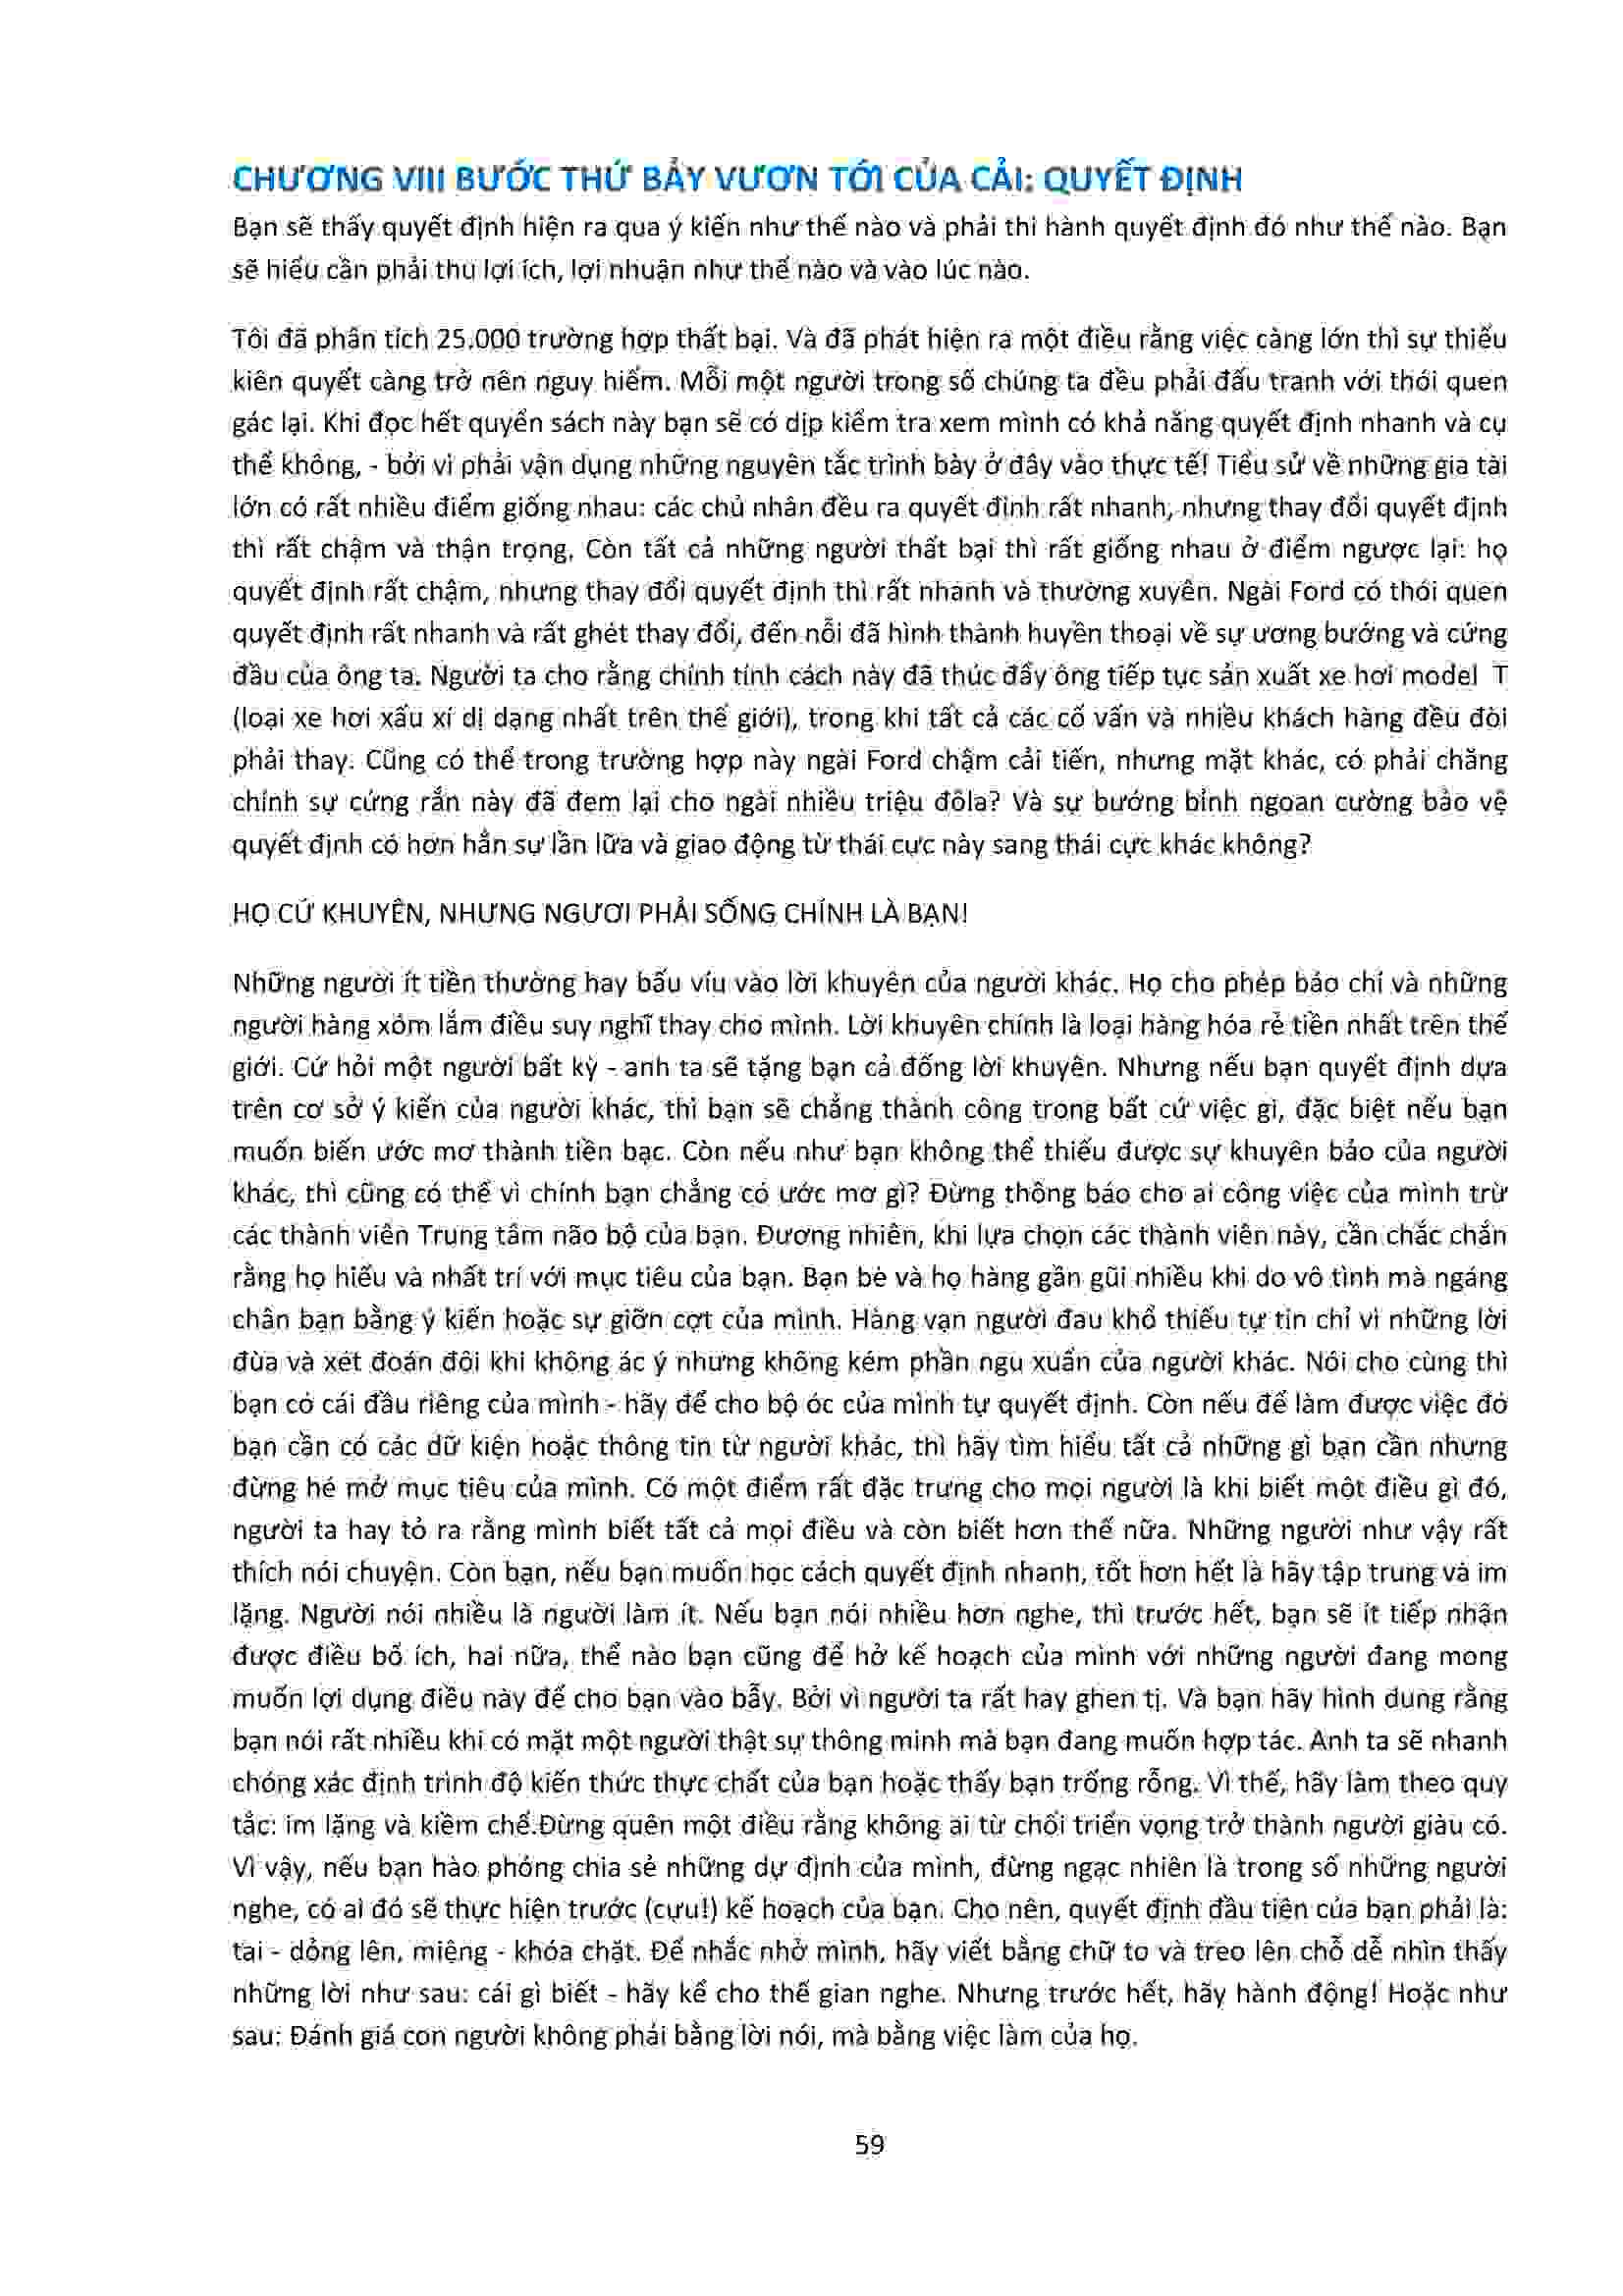 CHƯƠNG VIII BƯỚC THỨ BẢY VƯƠN TỚI CỦA CẢI: QUYẾT ĐỊNH
Bạn sẽ thấy quyết định hiện ra qua ý kiến như thế nào và phải thi hành quyết định đó như thế nào. Bạn
sẽ hiểu cần phải thu lợi ích, lợi nhuận như thế nào và vào lúc nào.
Tôi đã phân tích 25.000 trường hợp thất bại. Và đã phát hiện ra một điều rằng việc càng lớn thì sự thiếu
kiên quyết càng trở nên nguy hiểm. Mỗi một người trong số chúng ta đều phải đấu tranh với thói quen
gác lại. Khi đọc hết quyển sách này bạn sẽ có dịp kiểm tra xem mình có khả năng quyết định nhanh và cụ
thể không, - bởi vì phải vận dụng những nguyên tắc trình bày ở đây vào thực tế! Tiểu sử về những gia tài
lớn có rất nhiều điểm giống nhau: các chủ nhân đều ra quyết định rất nhanh, nhưng thay đổi quyết định
thì rất chậm và thận trọng. Còn tất cả những người thất bại thì rất giống nhau ở điểm ngược lại: họ
quyết định rất chậm, nhưng thay đổi quyết định thì rất nhanh và thường xuyên. Ngài Ford có thói quen
quyết định rất nhanh và rất ghét thay đổi, đến nỗi đã hình thành huyền thoại về sự ương bướng và cứng
đầu của ông ta. Người ta cho rằng chính tính cách này đã thúc đẩy ông tiếp tục sản xuất xe hơi model T
(loại xe hơi xấu xí dị dạng nhất trên thế giới), trong khi tất cả các cố vấn và nhiều khách hàng đều đòi
phải thay. Cũng có thể trong trường hợp này ngài Ford chậm cải tiến, nhưng mặt khác, có phải chăng
chính sự cứng rắn này đã đem lại cho ngài nhiều triệu đôla? Và sự bướng bỉnh ngoan cường bảo vệ
quyết định có hơn hẳn sự lần lữa và giao động từ thái cực này sang thái cực khác không?
HỌ CỨ KHUYÊN, NHƯNG NGƯƠI PHẢI SỐNG CHÍNH LÀ BẠN!
Những người ít tiền thường hay bấu víu vào lời khuyên của người khác. Họ cho phép báo chí và những
người hàng xóm lắm điều suy nghĩ thay cho mình. Lời khuyên chính là loại hàng hóa rẻ tiền nhất trên thế
giới. Cứ hỏi một người bất kỳ - anh ta sẽ tặng bạn cả đống lời khuyên. Nhưng nếu bạn quyết định dựa
trên cơ sở ý kiến của người khác, thì bạn sẽ chẳng thành công trong bất cứ việc gì, đặc biệt nếu bạn
muốn biến ước mơ thành tiền bạc. Còn nếu như bạn không thể thiếu được sự khuyên bảo của người
khác, thì cũng có thể vì chính bạn chẳng có ước mơ gì? Đừng thông báo cho ai công việc của mình trừ
các thành viên Trung tâm não bộ của bạn. Đương nhiên, khi lựa chọn các thành viên này, cần chắc chắn
rằng họ hiểu và nhất trí với mục tiêu của bạn. Bạn bè và họ hàng gần gũi nhiều khi do vô tình mà ngáng
chân bạn bằng ý kiến hoặc sự giỡn cợt của mình. Hàng vạn người đau khổ thiếu tự tin chỉ vì những lời
đùa và xét đoán đôi khi không ác ý nhưng không kém phần ngu xuẩn của người khác. Nói cho cùng thì
bạn có cái đầu riêng của mình - hãy để cho bộ óc của mình tự quyết định. Còn nếu để làm được việc đó
bạn cần có các dữ kiện hoặc thông tin từ người khác, thì hãy tìm hiểu tất cả những gì bạn cần nhưng
đừng hé mở mục tiêu của mình. Có một điểm rất đặc trưng cho mọi người là khi biết một điều gì đó,
người ta hay tỏ ra rằng mình biết tất cả mọi điều và còn biết hơn thế nữa. Những người như vậy rất
thích nói chuyện. Còn bạn, nếu bạn muốn học cách quyết định nhanh, tốt hơn hết là hãy tập trung và im
lặng. Người nói nhiều là người làm ít. Nếu bạn nói nhiều hơn nghe, thì trước hết, bạn sẽ ít tiếp nhận
được điều bổ ích, hai nữa, thể nào bạn cũng để hở kế hoạch của mình với những người đang mong
muốn lợi dụng điều này để cho bạn vào bẫy. Bởi vì người ta rất hay ghen tị. Và bạn hãy hình dung rằng
bạn nói rất nhiều khi có mặt một người thật sự thông minh mà bạn đang muốn hợp tác. Anh ta sẽ nhanh
chóng xác định trình độ kiến thức thực chất của bạn hoặc thấy bạn trống rỗng. Vì thế, hãy làm theo quy
tắc: im lặng và kiềm chế.Đừng quên một điều rằng không ai từ chối triển vọng trở thành người giàu có.
Vì vậy, nếu bạn hào phóng chia sẻ những dự định của mình, đừng ngạc nhiên là trong số những người
nghe, có ai đó sẽ thực hiện trước (cựu!) kế hoạch của bạn. Cho nên, quyết định đầu tiên của bạn phải là:
tai - dỏng lên, miệng - khóa chặt. Để nhắc nhở mình, hãy viết bằng chữ to và treo lên chỗ dễ nhìn thấy
những lời như sau: cái gì biết - hãy kể cho thế gian nghe. Nhưng trước hết, hãy hành động! Hoặc như
sau: Đánh giá con người không phải bằng lời nói, mà bằng việc làm của họ.
59